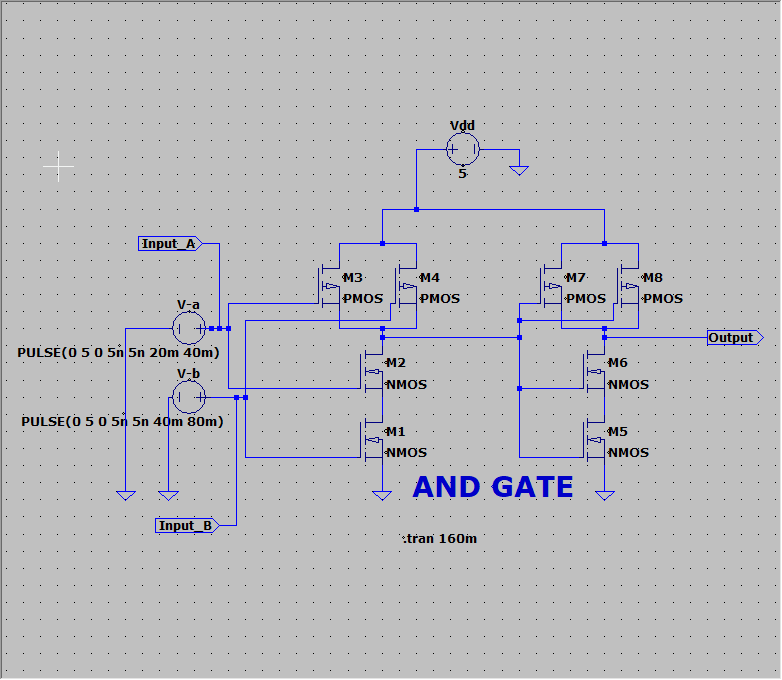 Vdd
5
Input_A
M3
M4
M7
M8
PMOS
PMOS
PMOS
PMOS
V-a
PULSE(0 5 0 5n 5n 20m 40m)
Output
M2
M6
NMOS
NMOS
V-b
PULSE(0 5 0 5n 5n 40m 80m)
M1
M5
NMOS
NMOS
AND GATE
Input_B
.tran 160m